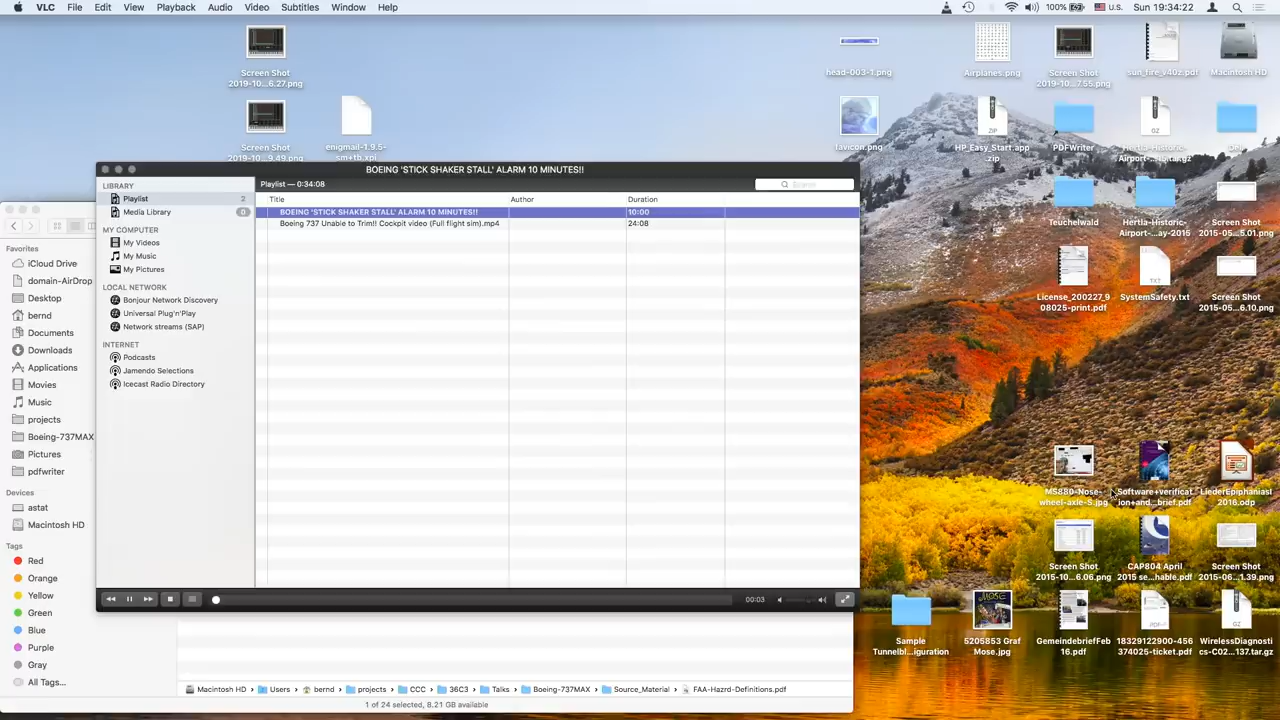 VLC File Edit View Playback Audio Video Subtitles Window Help
100% U.S. Sun 19:34:22
Screen Shot
2019-10...6.27.png
head-003-1.png
Airplanes.png
Screen Shot
2019-10...7.55.png
sun_fire_v40z.pdf
Macintosh HD
Screen Shot
2019-10...9.49.png
enigmail-1.9.5-
sm+tb.xpi
favicon.png
ZIP
HP_Easy_Start.app
.zip
PDFWriter
GZ
Hertla-Historic-
BOEING 'STICK SHAKER STALL' ALARM 10 MINUTES!!
LIBRARY
Playlist 2
Media Library 0
MY COMPUTER
My Videos
My Music
My Pictures
LOCAL NETWORK
Bonjour Network Discovery
Universal Plug'n'Play
Network streams (SAP)
INTERNET
Podcasts
Jamendo Selections
Icecast Radio Directory
Playlist — 0:34:08
Search
Title Author Duration
BOEING 'STICK SHAKER STALL' ALARM 10 MINUTES!! 10:00
Boeing 737 Unable to Trim!! Cockpit video (Full flight sim).mp4 24:08
00:03
Favorites
iCloud Drive
domain-AirDrop
Desktop
bernd
Documents
Downloads
Applications
Movies
Music
projects
Boeing-737MAX
Pictures
pdfwriter
Devices
astat
Macintosh HD
Tags
Red
Orange
Yellow
Green
Blue
Purple
Gray
All Tags...
Macintosh HD › Users › bernd › projects › CCC › 36C3 › Talks › Boeing-737MAX › Source_Material › FAA-Hazrd-Definitions.pdf
1 of 24 selected, 8.21 GB available
Teuchelwald
Hertla-Historic-
Airport-...ay-2015
Screen Shot
2015-05...5.01.png
License_200227_9
08025-print.pdf
TXT
SystemSafety.txt
Screen Shot
2015-05...6.10.png
MS880-Nose-
wheel-axle-S.jpg
Software+verificat
ion+and...brief.pdf
LiederEpiphaniasI
2016.odp
Screen Shot
2015-10...6.06.png
CAP804 April
2015 se...hable.pdf
Screen Shot
2015-06...1.39.png
Sample
Tunnelbl...iguration
5205853 Graf
Mose.jpg
GemeindebriefFeb
16.pdf
PDF
18329122900-456
374025-ticket.pdf
GZ
WirelessDiagnosti
cs-C02...137.tar.gz